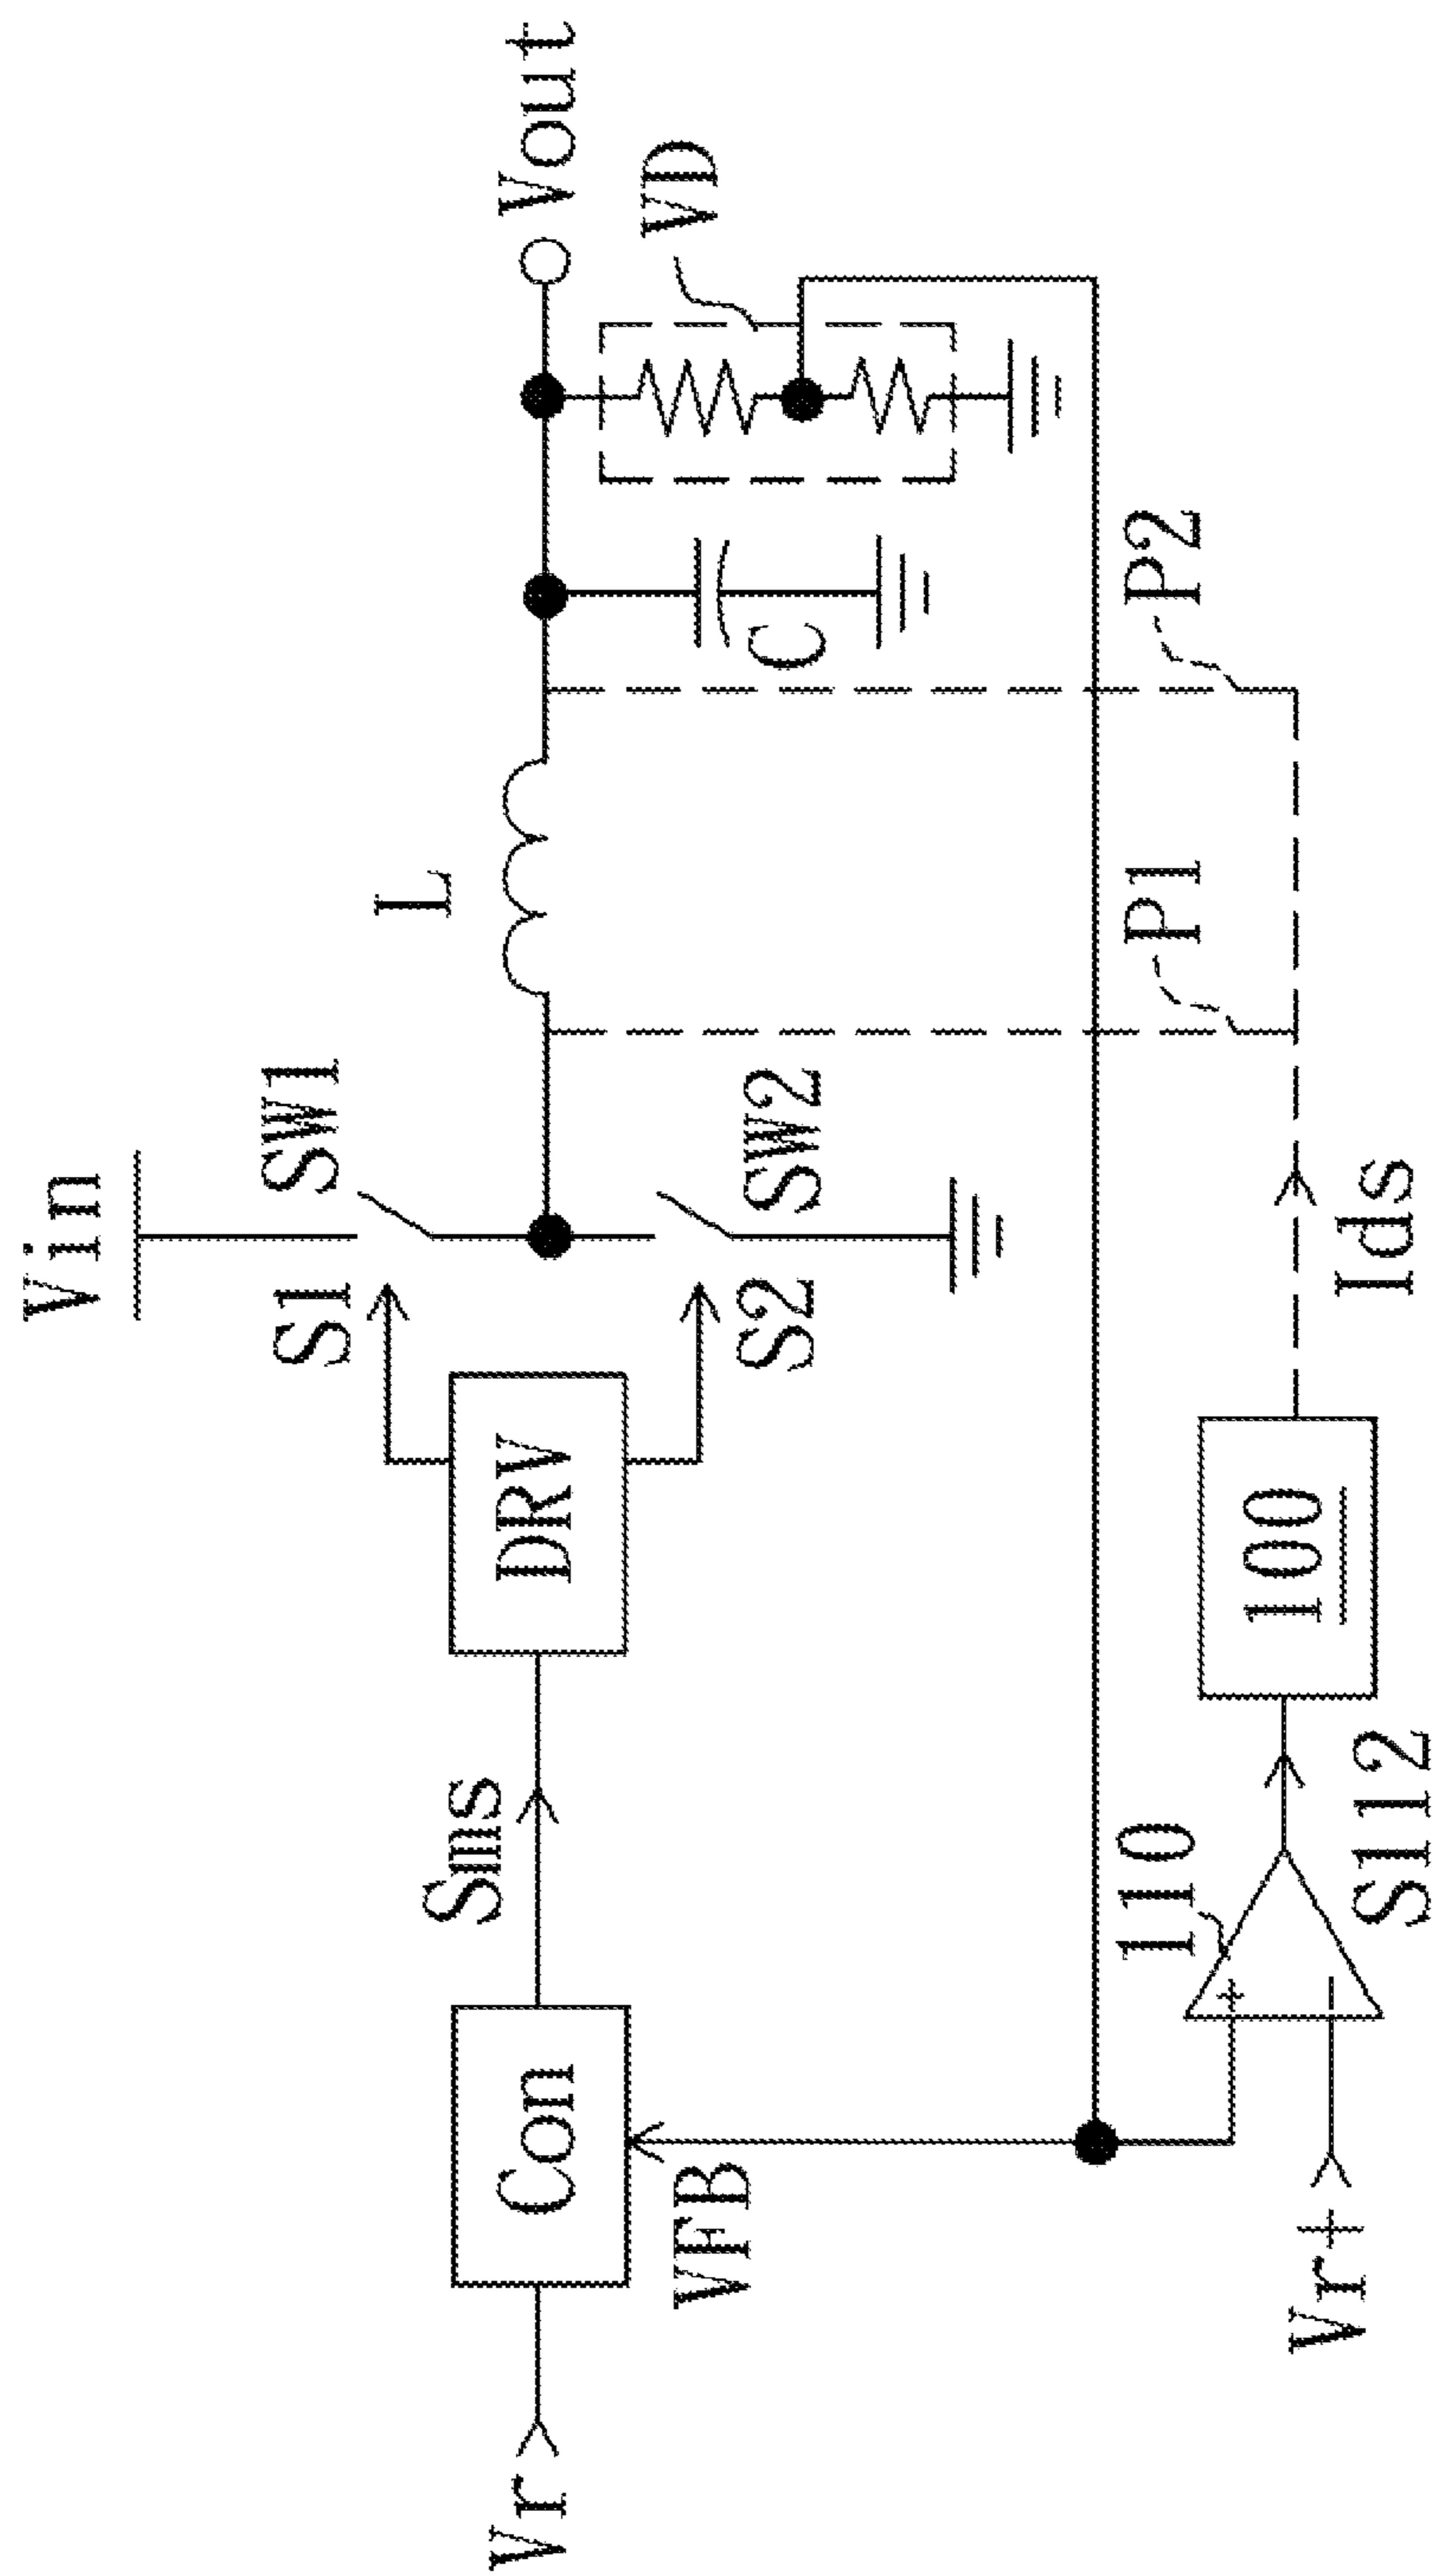 Vin
SW1
S1
L
Vout
Sms
DRV
Con
Vr
S2
SW2
C
VD
VFB
110
P1
P2
100
Vr+
S112
Ids
+
−